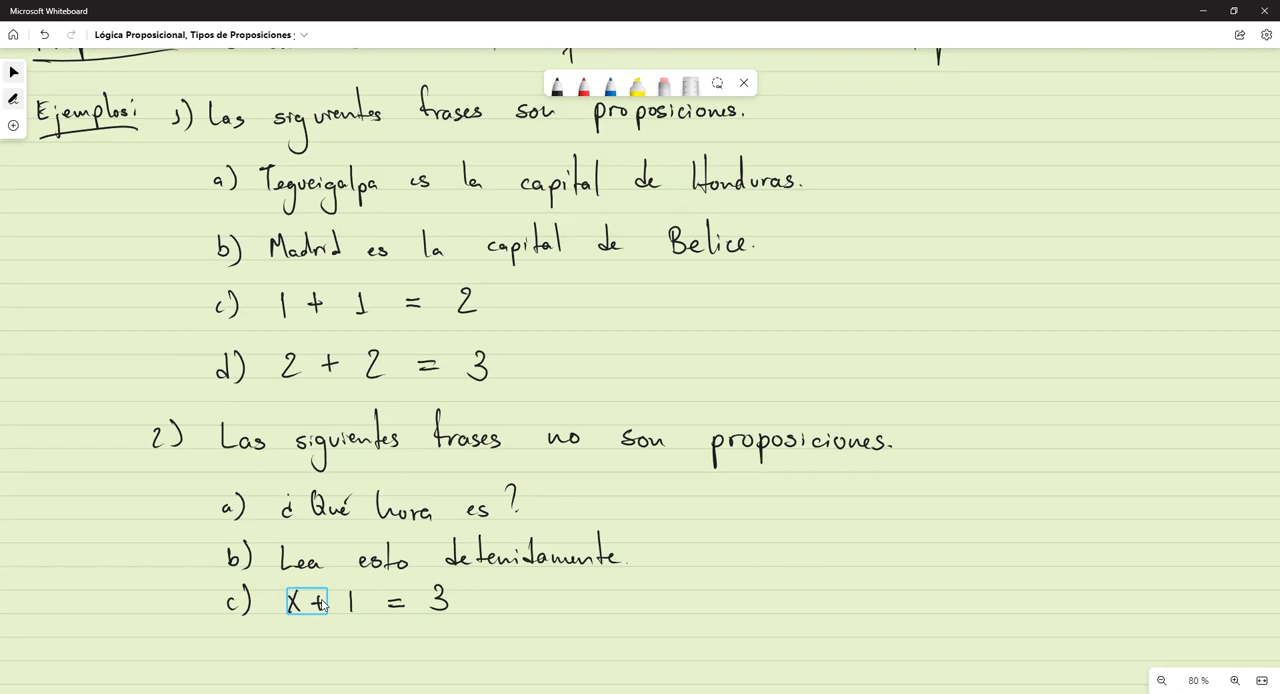 Microsoft Whiteboard
Lógica Proposicional, Tipos de Proposiciones
Ejemplos: 1) Las siguientes frases son proposiciones.
a) Tegueigalpa es la capital de Honduras.
b) Madrid es la capital de Belice.
c) 1 + 1 = 2
d) 2 + 2 = 3
2) Las siguientes frases no son proposiciones.
a) ¿Qué hora es?
b) Lea esto detenidamente.
c) x + 1 = 3
80 %